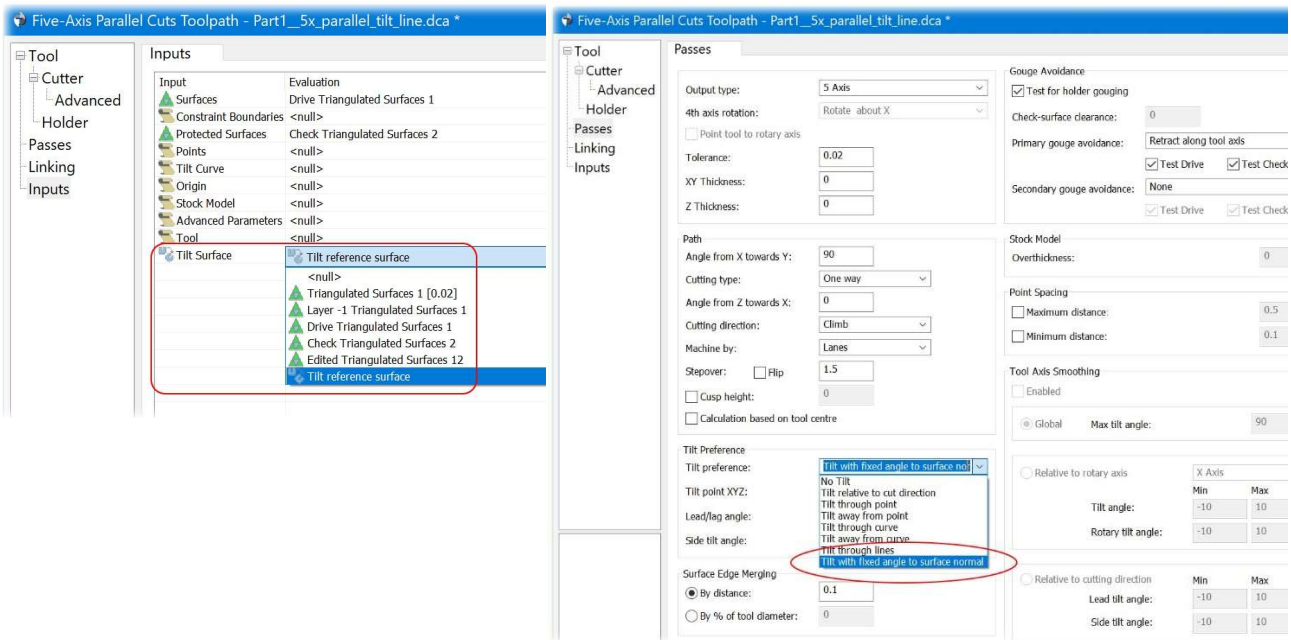 Five-Axis Parallel Cuts Toolpath - Part1__5x_parallel_tilt_line.dca *
Tool
Cutter
Advanced
Holder
Passes
Linking
Inputs
Inputs
Input Evaluation
Surfaces Drive Triangulated Surfaces 1
Constraint Boundaries <null>
Protected Surfaces Check Triangulated Surfaces 2
Points <null>
Tilt Curve <null>
Origin <null>
Stock Model <null>
Advanced Parameters <null>
Tool <null>
Tilt Surface Tilt reference surface
<null>
Triangulated Surfaces 1 [0.02]
Layer -1 Triangulated Surfaces 1
Drive Triangulated Surfaces 1
Check Triangulated Surfaces 2
Edited Triangulated Surfaces 12
Tilt reference surface
Five-Axis Parallel Cuts Toolpath - Part1__5x_parallel_tilt_line.dca *
Tool
Cutter
Advanced
Holder
Passes
Linking
Inputs
Passes
Output type: 5 Axis
4th axis rotation: Rotate about X
Point tool to rotary axis
Tolerance: 0.02
XY Thickness: 0
Z Thickness: 0
Path
Angle from X towards Y: 90
Cutting type: One way
Angle from Z towards X: 0
Cutting direction: Climb
Machine by: Lanes
Stepover: Flip 1.5
Cusp height: 0
Calculation based on tool centre
Tilt Preference
Tilt preference: Tilt with fixed angle to surface no
Tilt point XYZ:
Lead/lag angle:
Side tilt angle:
No Tilt
Tilt relative to cut direction
Tilt through point
Tilt away from point
Tilt through curve
Tilt away from curve
Tilt through lines
Tilt with fixed angle to surface normal
Surface Edge Merging
By distance: 0.1
By % of tool diameter: 0
Gouge Avoidance
Test for holder gouging
Check-surface clearance: 0
Primary gouge avoidance: Retract along tool axis
Test Drive Test Check
Secondary gouge avoidance: None
Test Drive Test Check
Stock Model
Overthickness: 0
Point Spacing
Maximum distance: 0.5
Minimum distance: 0.1
Tool Axis Smoothing
Enabled
Global Max tilt angle: 90
Relative to rotary axis X Axis
Min Max
Tilt angle: -10 10
Rotary tilt angle: -10 10
Relative to cutting direction Min Max
Lead tilt angle: -10 10
Side tilt angle: -10 10